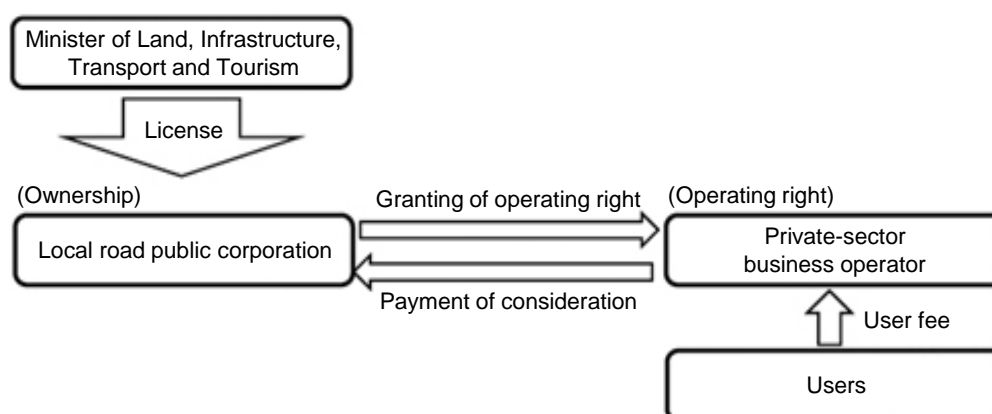 Minister of Land, Infrastructure,
Transport and Tourism
License
(Ownership)
Granting of operating right
(Operating right)
Local road public corporation
Private-sector
business operator
Payment of consideration
User fee
Users